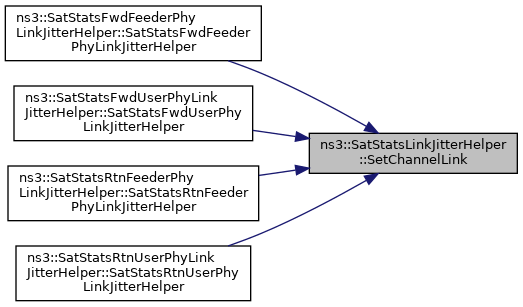 ns3::SatStatsFwdFeederPhy
LinkJitterHelper::SatStatsFwdFeeder
PhyLinkJitterHelper
ns3::SatStatsFwdUserPhyLink
JitterHelper::SatStatsFwdUserPhy
LinkJitterHelper
ns3::SatStatsLinkJitterHelper
::SetChannelLink
ns3::SatStatsRtnFeederPhy
LinkJitterHelper::SatStatsRtnFeeder
PhyLinkJitterHelper
ns3::SatStatsRtnUserPhyLink
JitterHelper::SatStatsRtnUserPhy
LinkJitterHelper